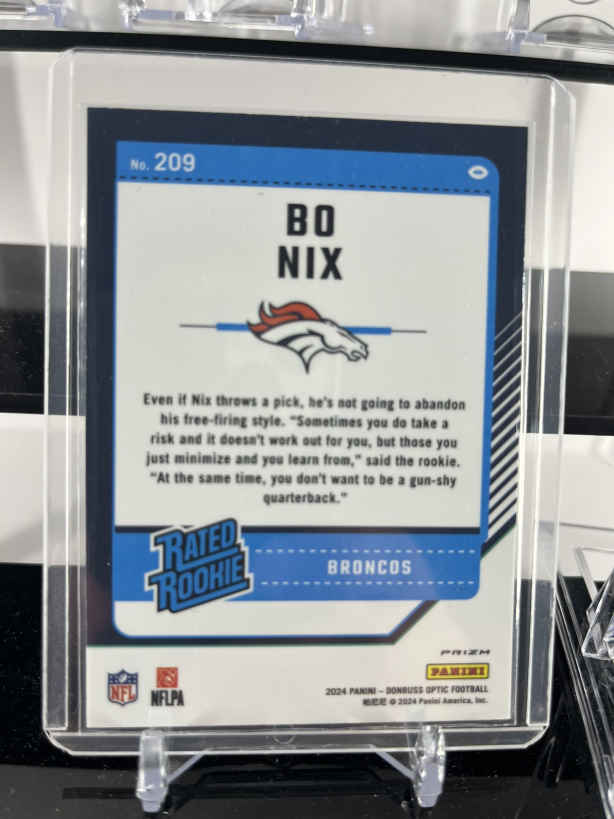 No. 209
BO
NIX
Even if Nix throws a pick, he's not going to abandon
his free-firing style. "Sometimes you do take a
risk and it doesn't work out for you, but those you
just minimize and you learn from," said the rookie.
"At the same time, you don't want to be a gun-shy
quarterback."
RATED
ROOKIE
BRONCOS
PRIZM
PANINI
NFL
NFLPA
2024 PANINI – DONRUSS OPTIC FOOTBALL
帕尼尼 © 2024 Panini America, Inc.